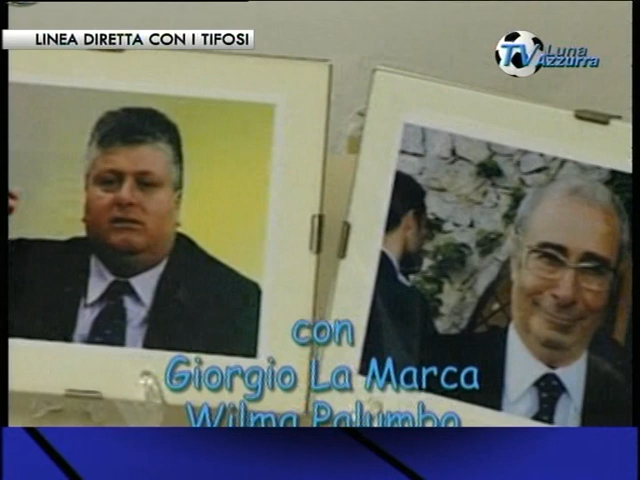 LINEA DIRETTA CON I TIFOSI
TV Luna
Azzurra
con
Giorgio La Marca
Wilma Palumbo